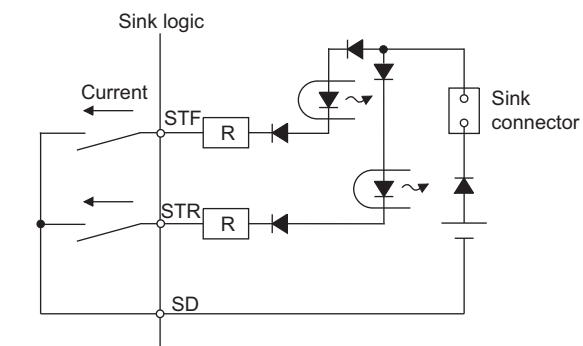 Sink logic
Current
STF
R
Sink
connector
STR
R
SD